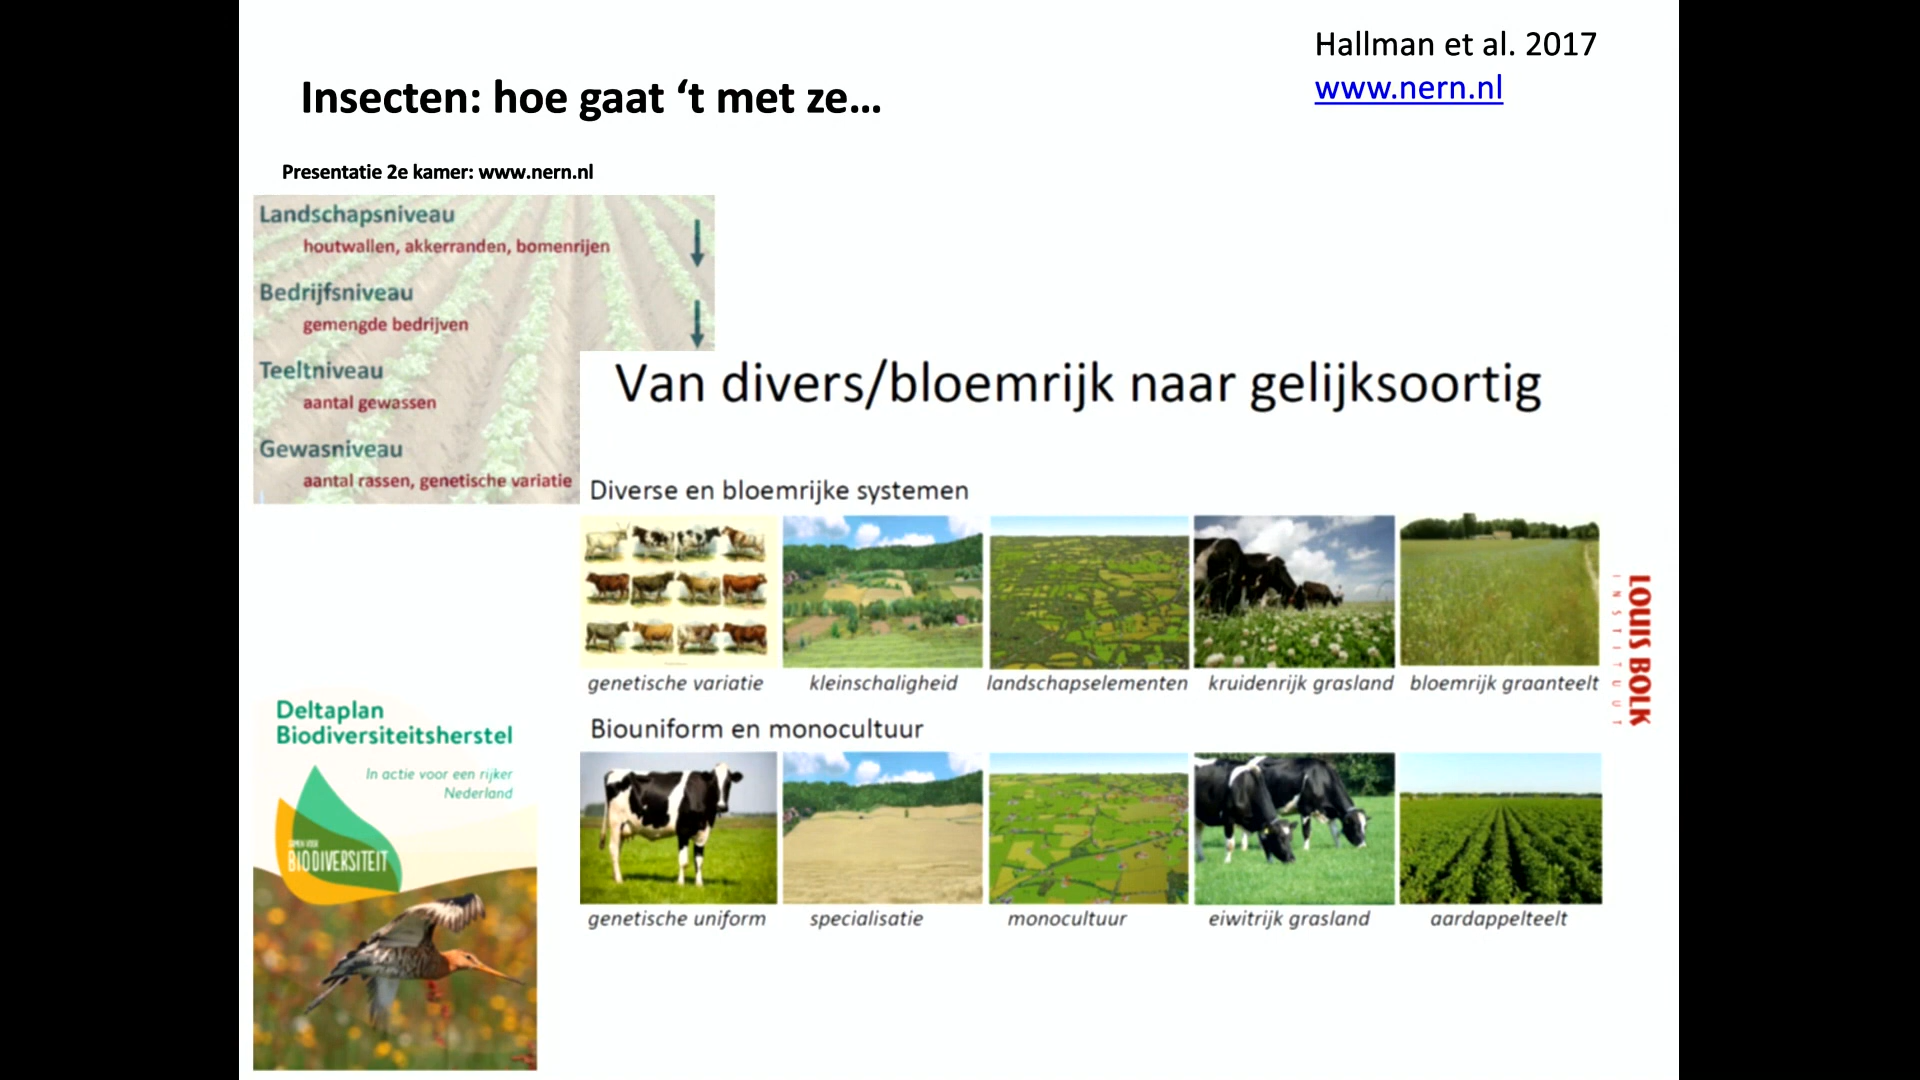 Hallman et al. 2017
www.nern.nl
Insecten: hoe gaat ‘t met ze...
Presentatie 2e kamer: www.nern.nl
Landschapsniveau
houtwallen, akkerranden, bomenrijen
Bedrijfsniveau
gemengde bedrijven
Teeltniveau
aantal gewassen
Gewasniveau
aantal rassen, genetische variatie
Van divers/bloemrijk naar gelijksoortig
Diverse en bloemrijke systemen
genetische variatie
kleinschaligheid
landschapselementen
kruidenrijk grasland
bloemrijk graanteelt
LOUIS BOLK
INSTITUUT
Biouniform en monocultuur
genetische uniform
specialisatie
monocultuur
eiwitrijk grasland
aardappelteelt
Deltaplan
Biodiversiteitsherstel
In actie voor een rijker
Nederland
SAMEN VOOR
BIODIVERSITEIT